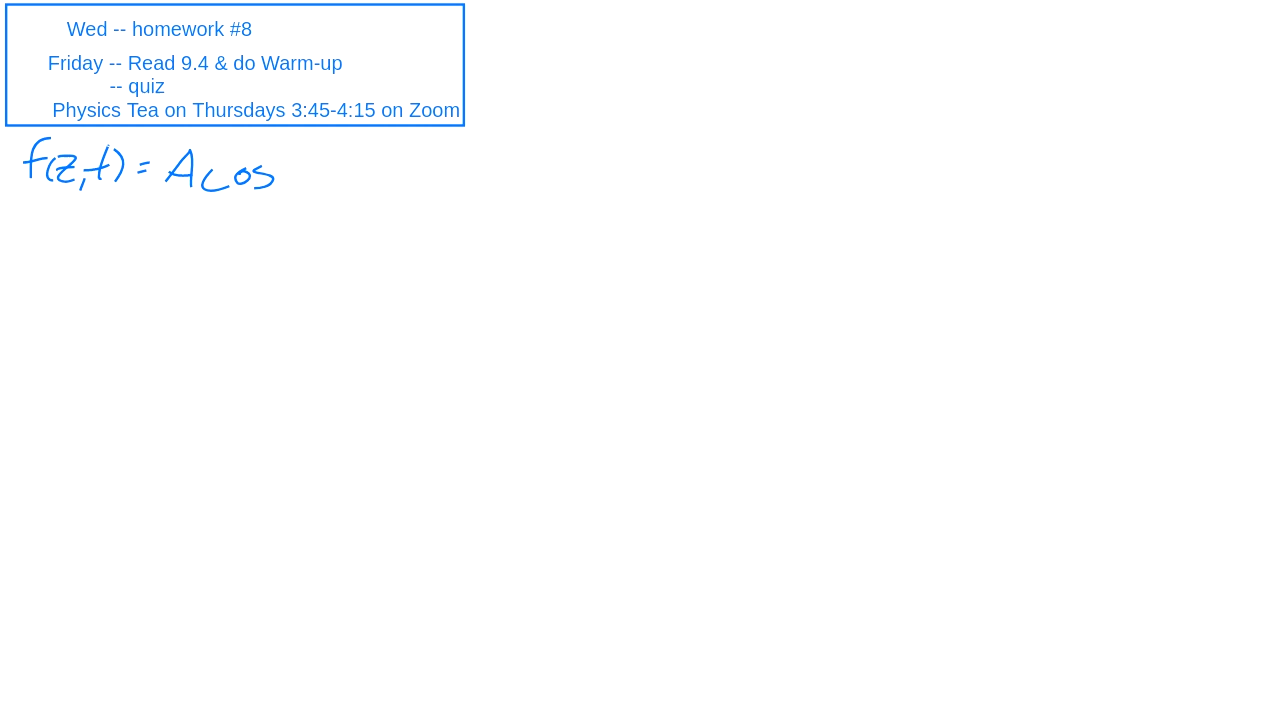 Wed -- homework #8
Friday -- Read 9.4 & do Warm-up
-- quiz
Physics Tea on Thursdays 3:45-4:15 on Zoom
f(z,t) = A cos